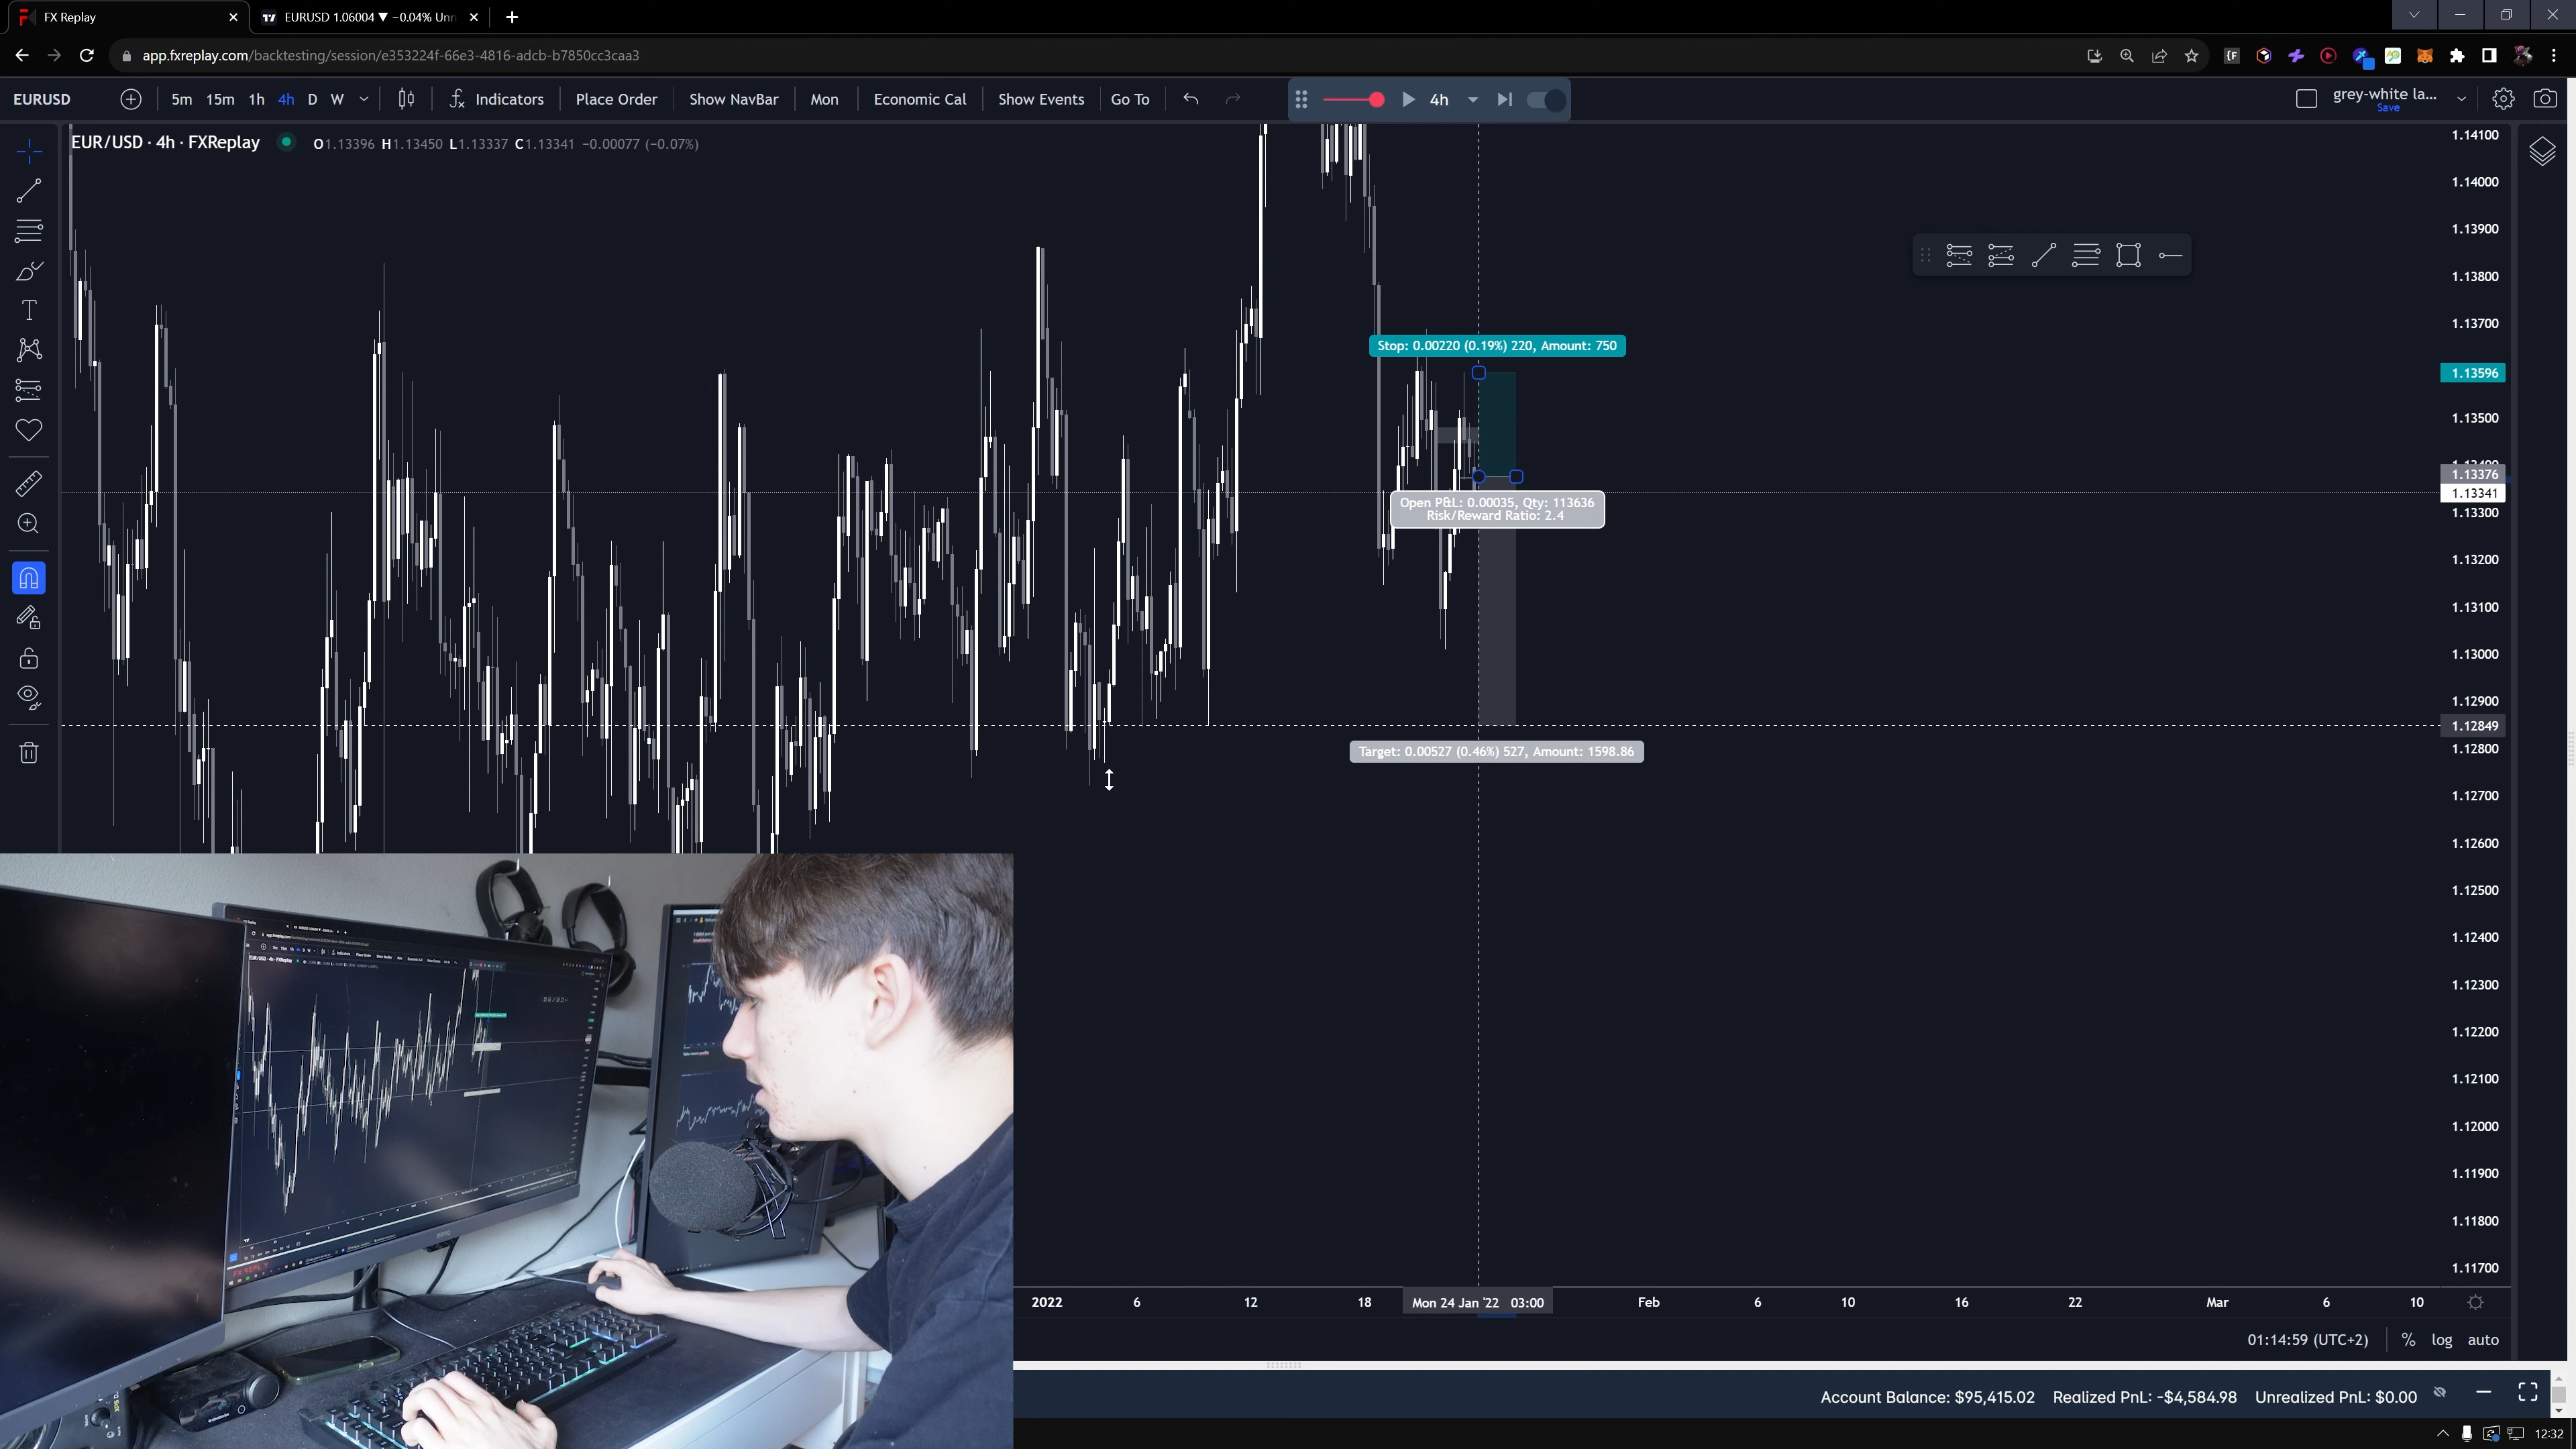 FX Replay
EURUSD 1.06004 ▼ −0.04% Unn
app.fxreplay.com/backtesting/session/e353224f-66e3-4816-adcb-b7850cc3caa3
EURUSD 5m 15m 1h 4h D W Indicators Place Order Show NavBar Mon Economic Cal Show Events Go To 4h grey-white la...
Save
EUR/USD · 4h · FXReplay O1.13396 H1.13450 L1.13337 C1.13341 −0.00077 (−0.07%)
1.14100
1.14000
1.13900
1.13800
1.13700
Stop: 0.00220 (0.19%) 220, Amount: 750
1.13596
1.13500
1.13376
1.13341
Open P&L: 0.00035, Qty: 113636
Risk/Reward Ratio: 2.4
1.13300
1.13200
1.13100
1.13000
1.12900
1.12849
Target: 0.00527 (0.46%) 527, Amount: 1598.86
1.12800
1.12700
1.12600
1.12500
1.12400
1.12300
1.12200
1.12100
1.12000
1.11900
1.11800
1.11700
2022 6 12 18 Mon 24 Jan '22 03:00 Feb 6 10 16 22 Mar 6 10
01:14:59 (UTC+2) % log auto
Account Balance: $95,415.02 Realized PnL: -$4,584.98 Unrealized PnL: $0.00
12:32